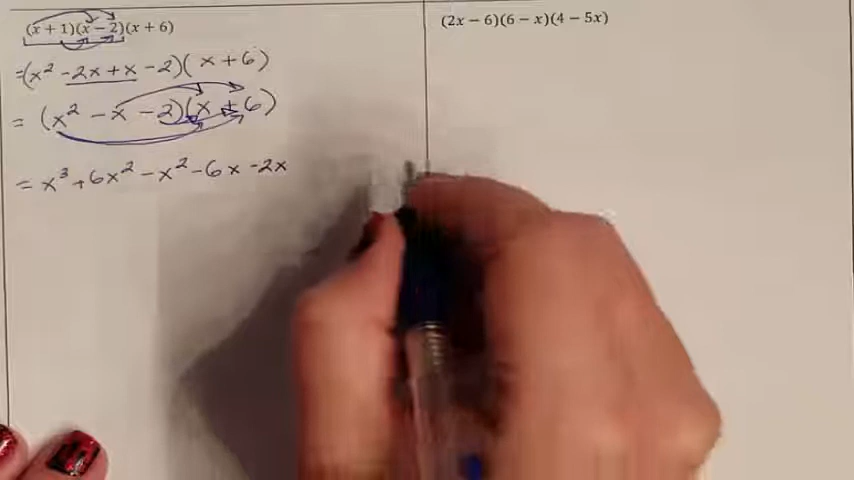 (x + 1)(x − 2)(x + 6)
=(x² -2x + x -2)(x+6)
= (x² - x - 2)(x + 6)
= x³ +6x² -x² -6x -2x
(2x − 6)(6 − x)(4 − 5x)